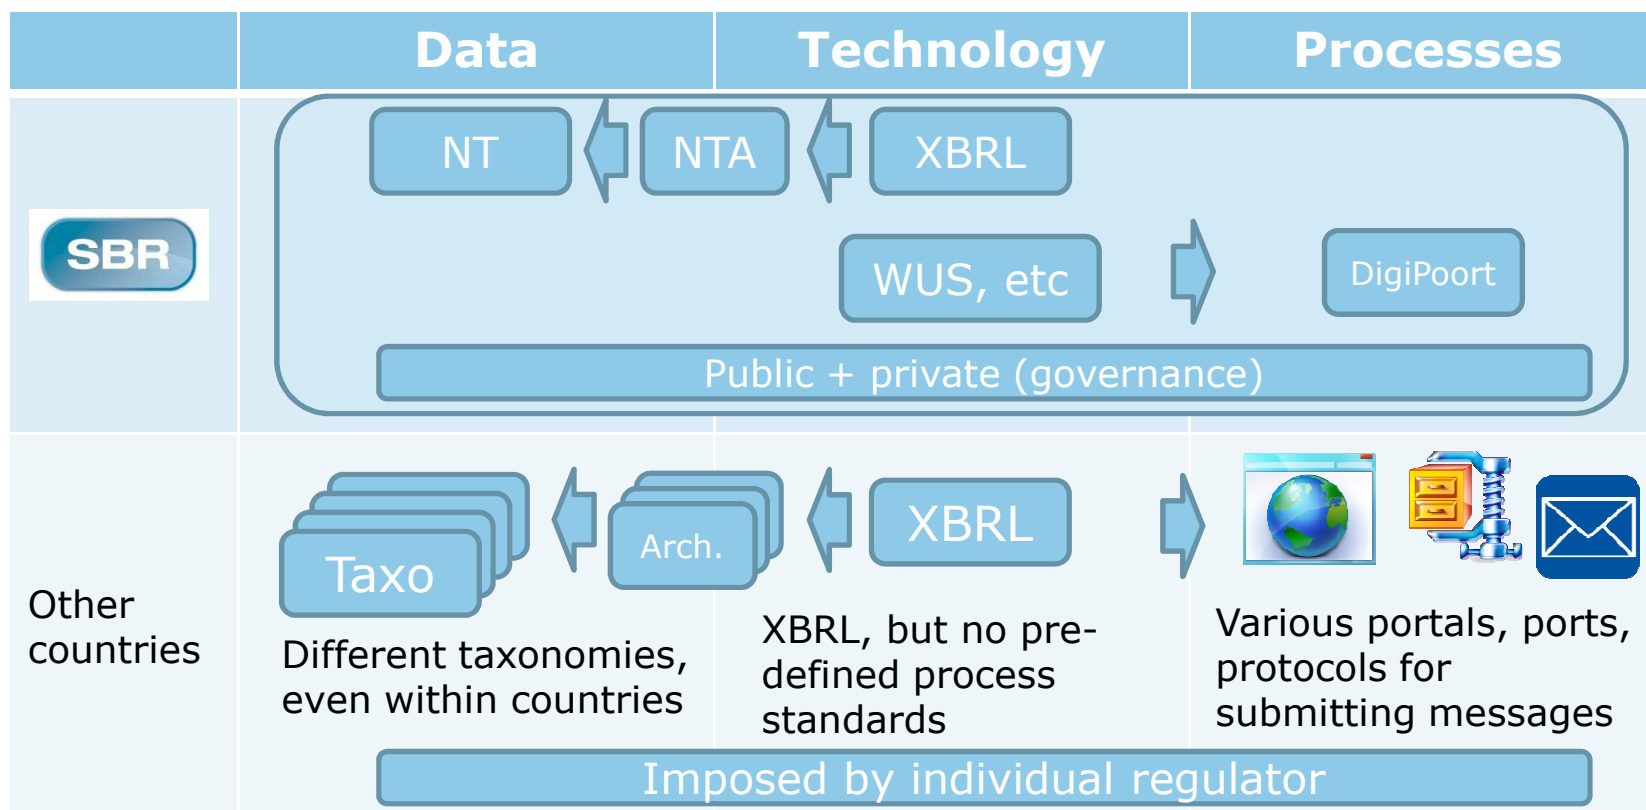 Data
Technology
Processes
NT
NTA
XBRL
SBR
WUS, etc
DigiPoort
Public + private (governance)
Other
countries
Taxo
Arch.
XBRL
Different taxonomies,
even within countries
XBRL, but no pre-
defined process
standards
Various portals, ports,
protocols for
submitting messages
Imposed by individual regulator